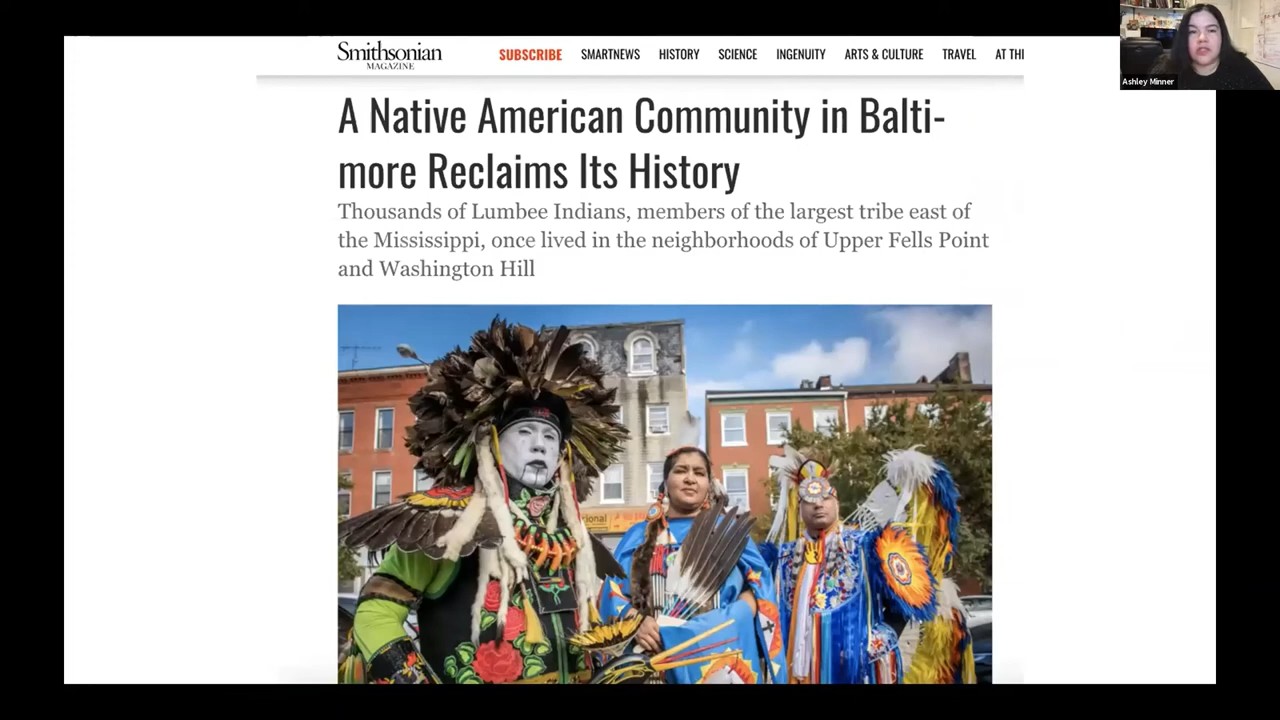 Smithsonian
MAGAZINE
SUBSCRIBE SMARTNEWS HISTORY SCIENCE INGENUITY ARTS & CULTURE TRAVEL AT THI
Ashley Minner
A Native American Community in Balti-
more Reclaims Its History
Thousands of Lumbee Indians, members of the largest tribe east of
the Mississippi, once lived in the neighborhoods of Upper Fells Point
and Washington Hill